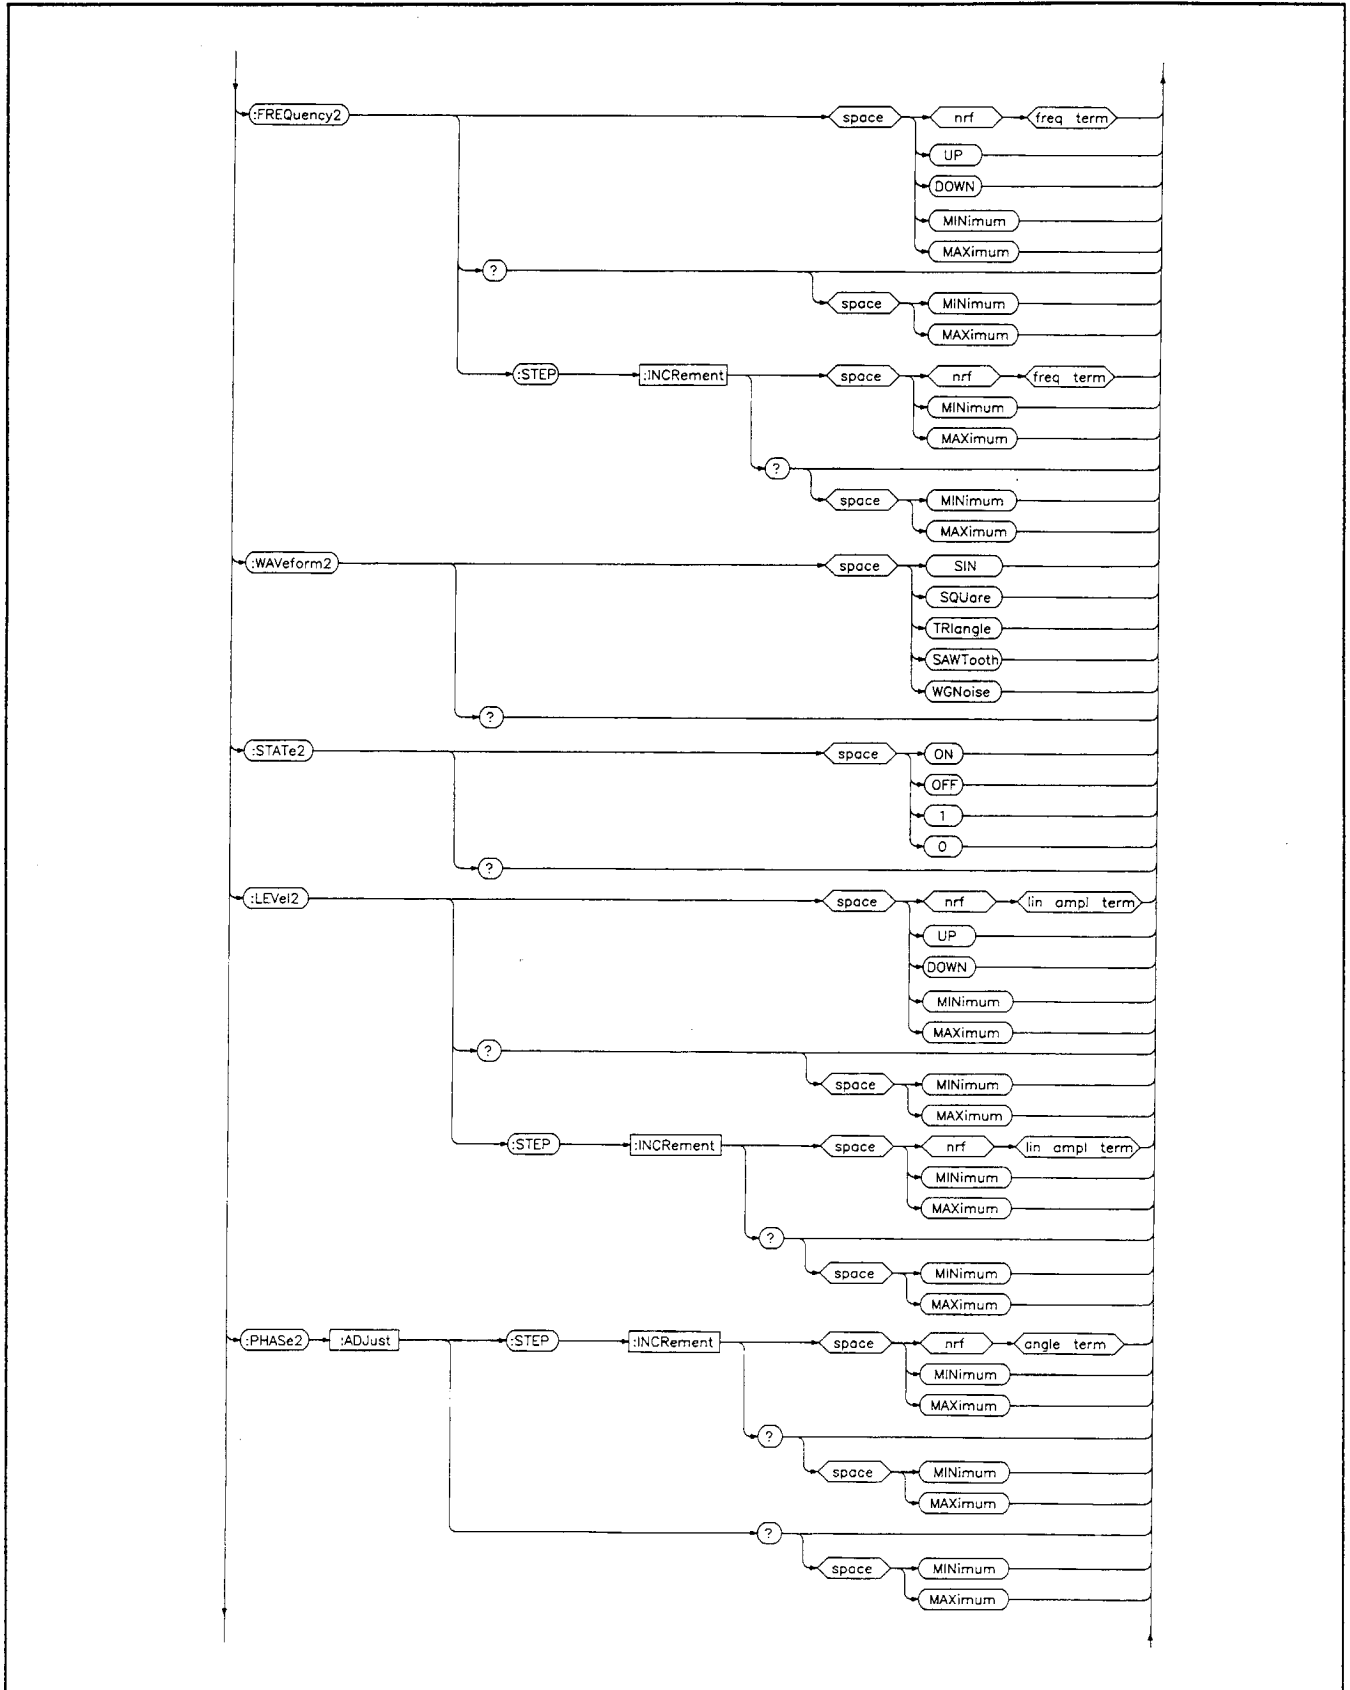 :FREQuency2 space nrf freq term
UP
DOWN
MINimum
MAXimum
?
space MINimum
MAXimum
:STEP :INCRement space nrf freq term
MINimum
MAXimum
?
space MINimum
MAXimum
:WAVeform2 space SIN
SQUare
TRIangle
SAWTooth
WGNoise
?
:STATe2 space ON
OFF
1
0
?
:LEVel2 space nrf lin ampl term
UP
DOWN
MINimum
MAXimum
?
space MINimum
MAXimum
:STEP :INCRement space nrf lin ampl term
MINimum
MAXimum
?
space MINimum
MAXimum
:PHASe2 :ADJust :STEP :INCRement space nrf angle term
MINimum
MAXimum
?
space MINimum
MAXimum
?
space MINimum
MAXimum